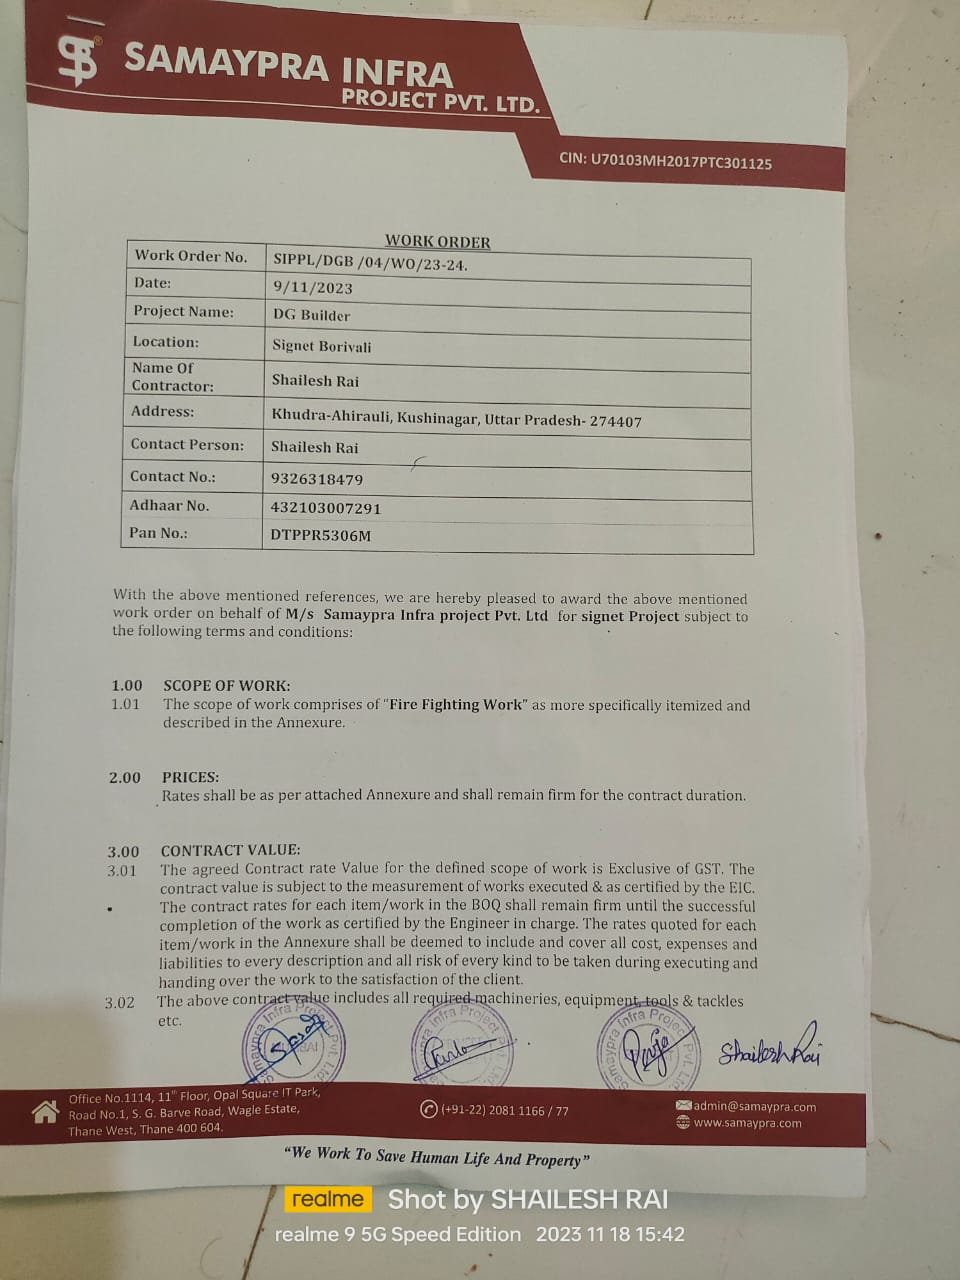 SAMAYPRA INFRA
PROJECT PVT. LTD.
CIN: U70103MH2017PTC301125
WORK ORDER
Work Order No. SIPPL/DGB /04/WO/23-24.
Date: 9/11/2023
Project Name: DG Builder
Location: Signet Borivali
Name Of
Contractor: Shailesh Rai
Address: Khudra-Ahirauli, Kushinagar, Uttar Pradesh- 274407
Contact Person: Shailesh Rai
Contact No.: 9326318479
Adhaar No. 432103007291
Pan No.: DTPPR5306M
With the above mentioned references, we are hereby pleased to award the above mentioned
work order on behalf of M/s Samaypra Infra project Pvt. Ltd for signet Project subject to
the following terms and conditions:
1.00 SCOPE OF WORK:
1.01 The scope of work comprises of “Fire Fighting Work” as more specifically itemized and
described in the Annexure.
2.00 PRICES:
Rates shall be as per attached Annexure and shall remain firm for the contract duration.
3.00 CONTRACT VALUE:
3.01 The agreed Contract rate Value for the defined scope of work is Exclusive of GST. The
contract value is subject to the measurement of works executed & as certified by the EIC.
• The contract rates for each item/work in the BOQ shall remain firm until the successful
completion of the work as certified by the Engineer in charge. The rates quoted for each
item/work in the Annexure shall be deemed to include and cover all cost, expenses and
liabilities to every description and all risk of every kind to be taken during executing and
handing over the work to the satisfaction of the client.
3.02 The above contract value includes all required machineries, equipment, tools & tackles
etc.
Samaypra Infra Project Pvt. Ltd.
Infra Project
Samaypra Infra Project Pvt. Ltd.
Shailesh Rai
Office No.1114, 11th Floor, Opal Square IT Park,
Road No.1, S. G. Barve Road, Wagle Estate,
Thane West, Thane 400 604.
(+91-22) 2081 1166 / 77
admin@samaypra.com
www.samaypra.com
“We Work To Save Human Life And Property”
realme Shot by SHAILESH RAI
realme 9 5G Speed Edition 2023 11 18 15:42